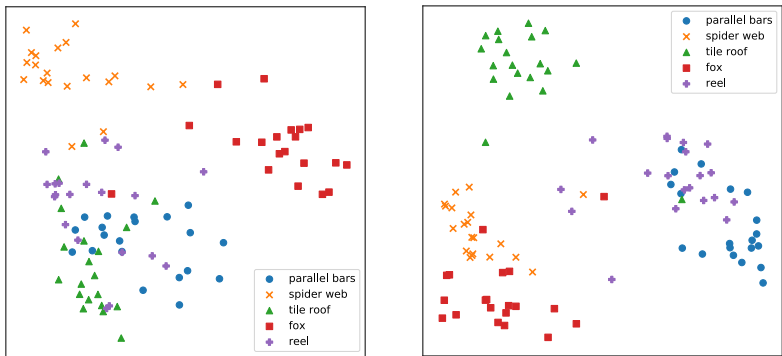 parallel bars
spider web
tile roof
fox
reel
parallel bars
spider web
tile roof
fox
reel